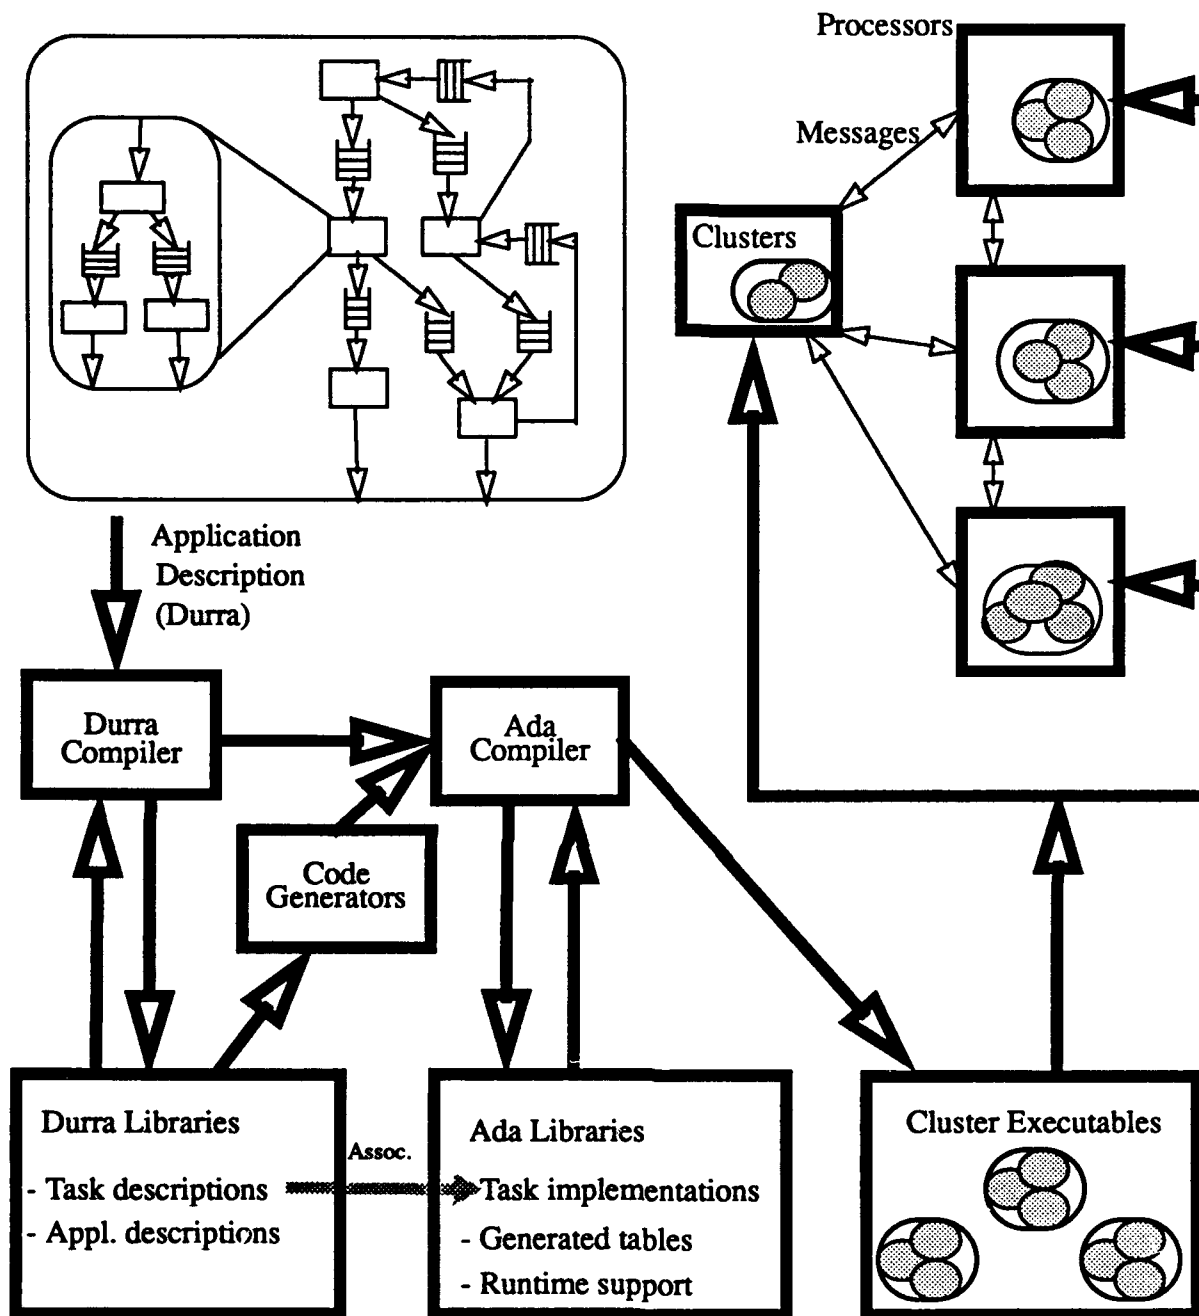 Processors
Messages
Clusters
Application
Description
(Durra)
Durra
Compiler
Ada
Compiler
Code
Generators
Durra Libraries
- Task descriptions
- Appl. descriptions
Assoc.
Ada Libraries
Task implementations
- Generated tables
- Runtime support
Cluster Executables